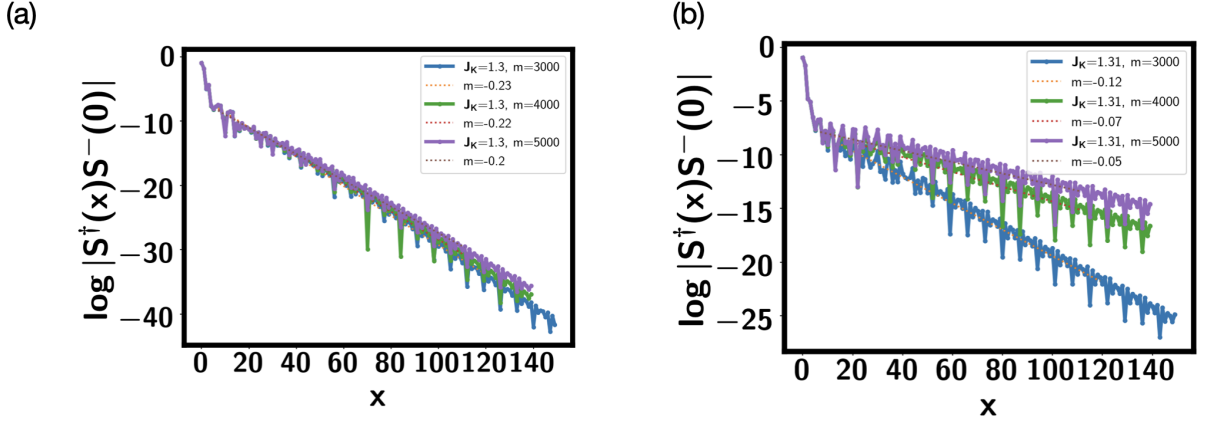 (a)
log |S†(x)S⁻(0)|
0
−10
−20
−30
−40
J_K=1.3, m=3000
m=-0.23
J_K=1.3, m=4000
m=-0.22
J_K=1.3, m=5000
m=-0.2
0 20 40 60 80 100 120 140
x
(b)
log |S†(x)S⁻(0)|
0
−5
−10
−15
−20
−25
J_K=1.31, m=3000
m=-0.12
J_K=1.31, m=4000
m=-0.07
J_K=1.31, m=5000
m=-0.05
0 20 40 60 80 100 120 140
x